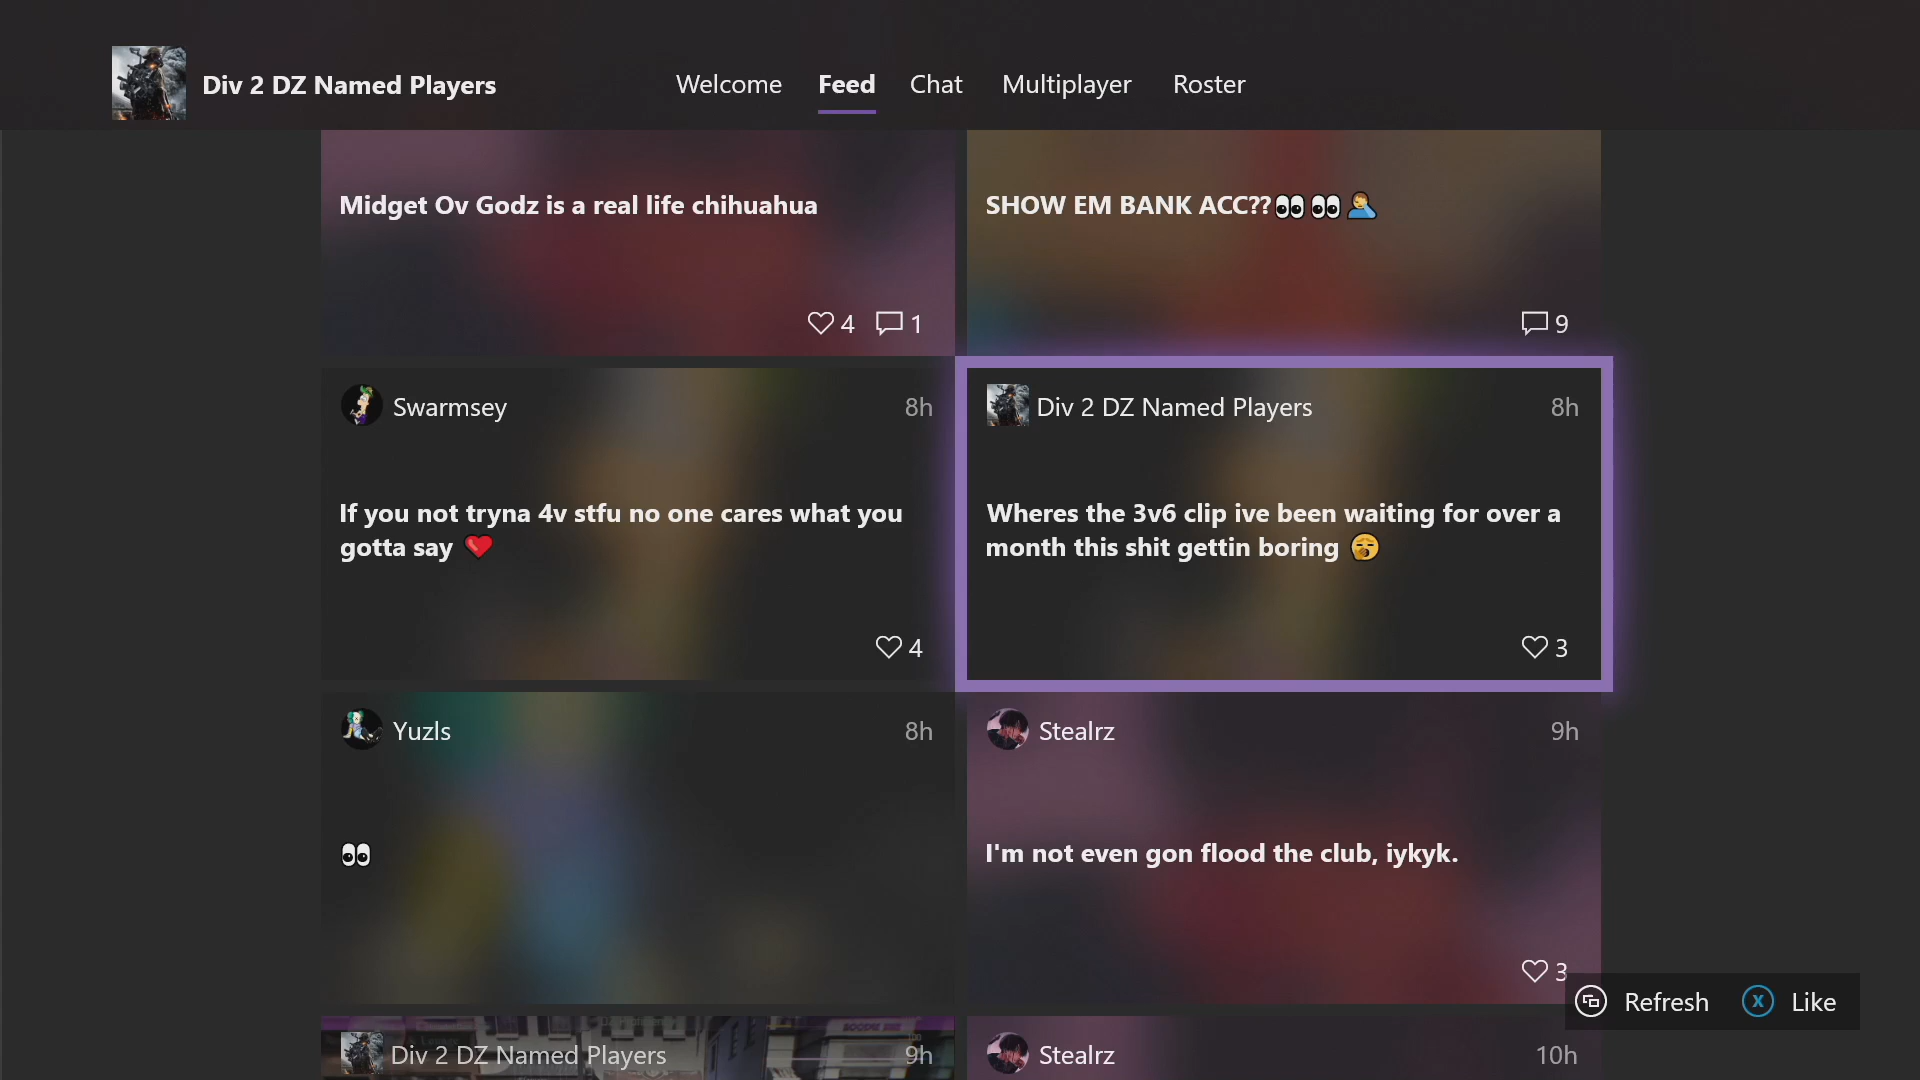 Div 2 DZ Named Players
Welcome Feed Chat Multiplayer Roster
Midget Ov Godz is a real life chihuahua
4 1
SHOW EM BANK ACC??👀👀🤦‍♂️
9
Swarmsey 8h
If you not tryna 4v stfu no one cares what you
gotta say ❤️
4
Div 2 DZ Named Players 8h
Wheres the 3v6 clip ive been waiting for over a
month this shit gettin boring 🥱
3
Yuzls 8h
👀
Stealrz 9h
I'm not even gon flood the club, iykyk.
3
Div 2 DZ Named Players 9h
Stealrz 10h
Refresh X Like